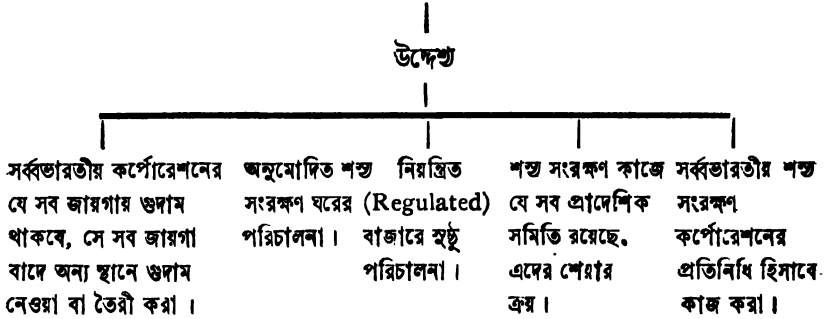 উদ্দেশ্য
সর্ব্বভারতীয় কর্পোরেশনের
যে সব জায়গায় গুদাম
থাকবে, সে সব জায়গা
বাদে অন্য স্থানে গুদাম
নেওয়া বা তৈরী করা ।
অনুমোদিত শস্য
সংরক্ষণ ঘরের
পরিচালনা ।
নিয়ন্ত্রিত
(Regulated)
বাজারে সুষ্ঠু
পরিচালনা ।
শস্য সংরক্ষণ কাজে
যে সব প্রাদেশিক
সমিতি রয়েছে.
এদের শেয়ার
ক্রয় ।
সর্ব্বভারতীয় শস্য
সংরক্ষণ
কর্পোরেশনের
প্রতিনিধি হিসাবে
কাজ করা ।